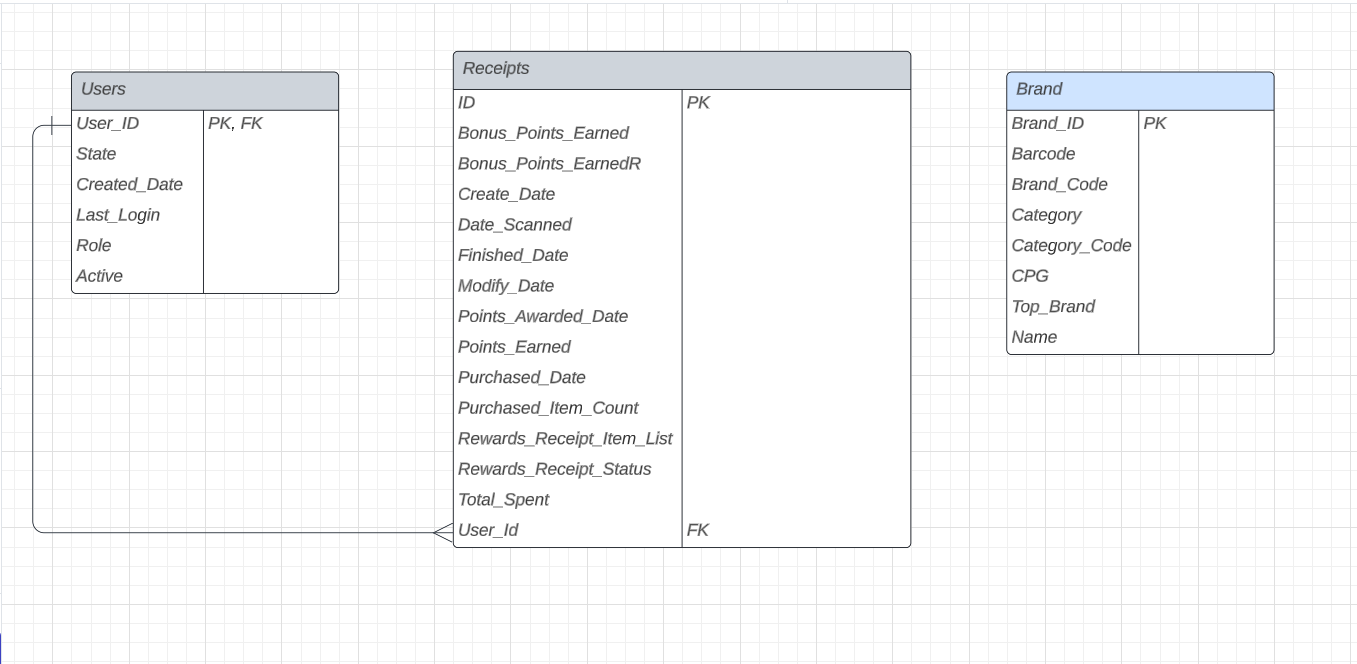 Users
User_ID PK, FK
State
Created_Date
Last_Login
Role
Active
Receipts
ID PK
Bonus_Points_Earned
Bonus_Points_EarnedR
Create_Date
Date_Scanned
Finished_Date
Modify_Date
Points_Awarded_Date
Points_Earned
Purchased_Date
Purchased_Item_Count
Rewards_Receipt_Item_List
Rewards_Receipt_Status
Total_Spent
User_Id FK
Brand
Brand_ID PK
Barcode
Brand_Code
Category
Category_Code
CPG
Top_Brand
Name